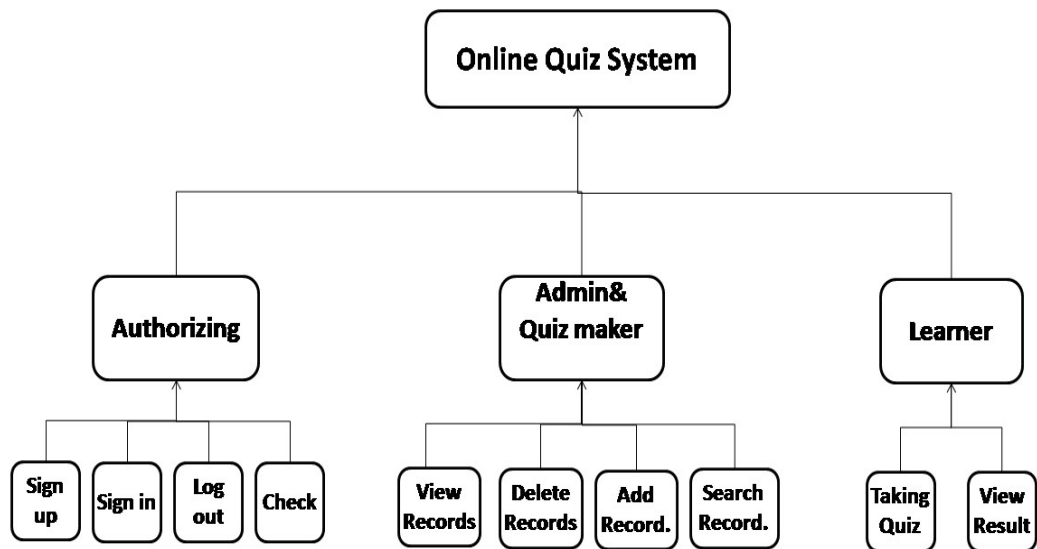 Online Quiz System
Authorizing
Admin&
Quiz maker
Learner
Sign
up
Sign in
Log
out
Check
View
Records
Delete
Records
Add
Record.
Search
Record.
Taking
Quiz
View
Result